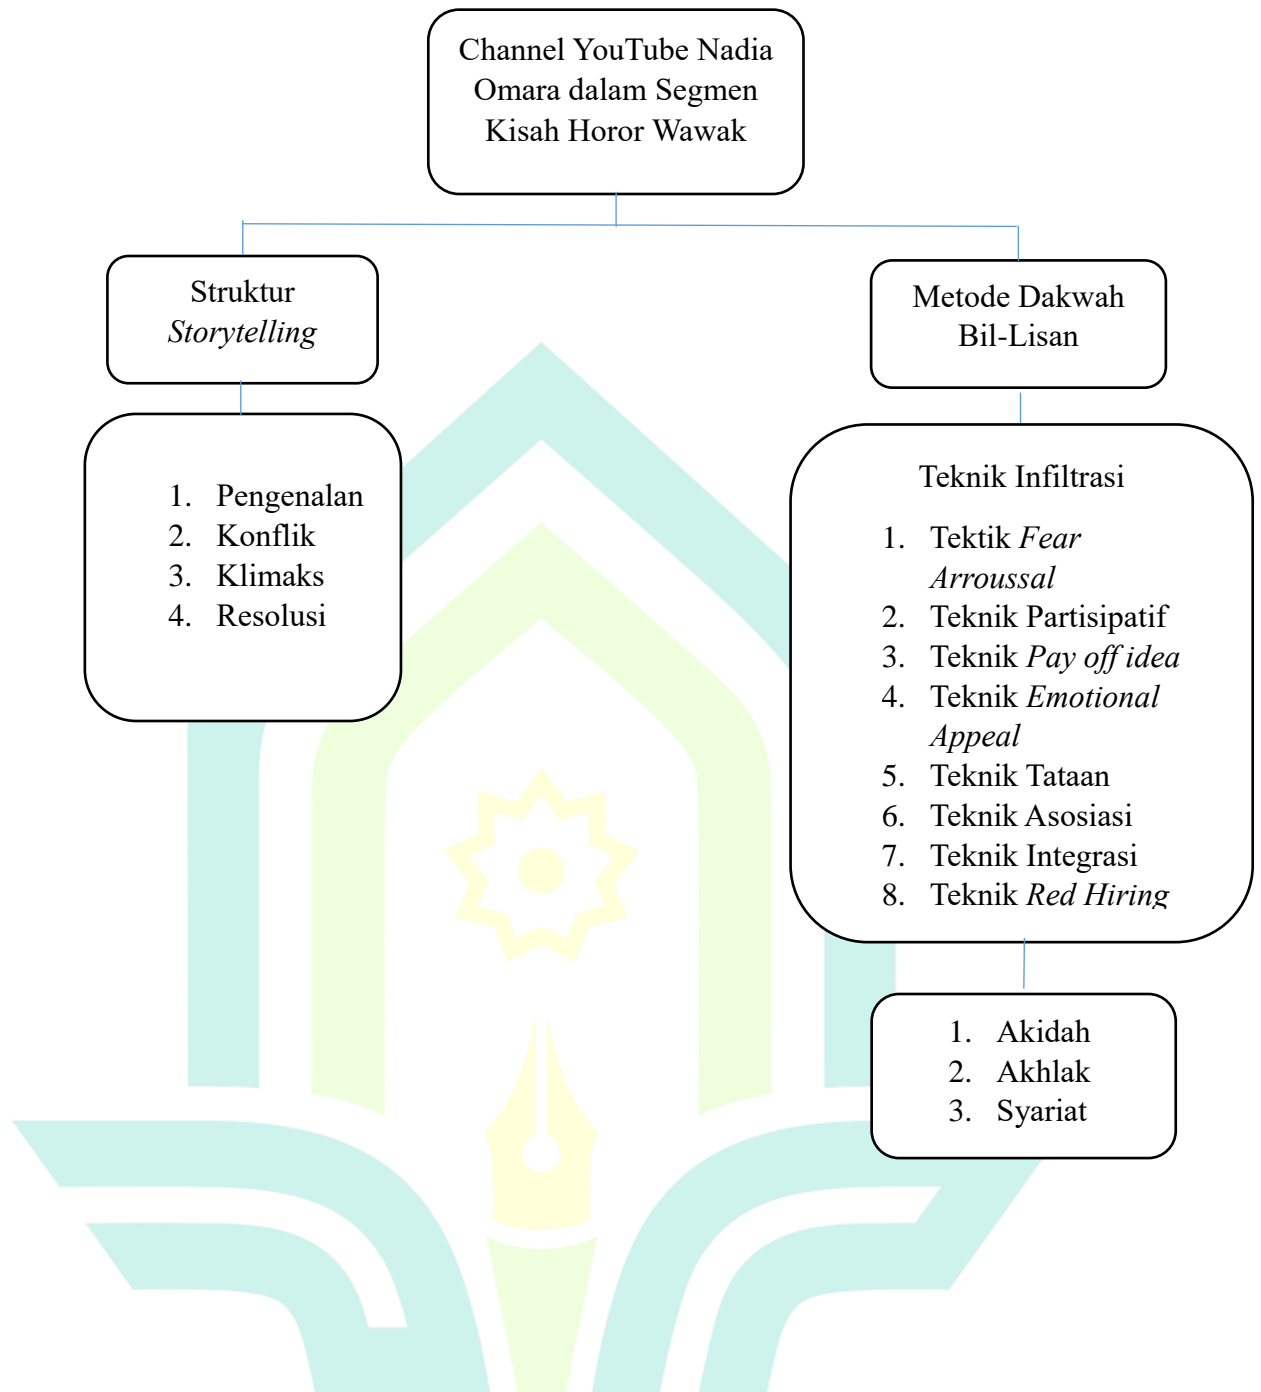 Channel YouTube Nadia
Omara dalam Segmen
Kisah Horor Wawak
Struktur
Storytelling
Metode Dakwah
Bil-Lisan
1. Pengenalan
2. Konflik
3. Klimaks
4. Resolusi
Teknik Infiltrasi
1. Tektik Fear
Arroussal
2. Teknik Partisipatif
3. Teknik Pay off idea
4. Teknik Emotional
Appeal
5. Teknik Tataan
6. Teknik Asosiasi
7. Teknik Integrasi
8. Teknik Red Hiring
1. Akidah
2. Akhlak
3. Syariat